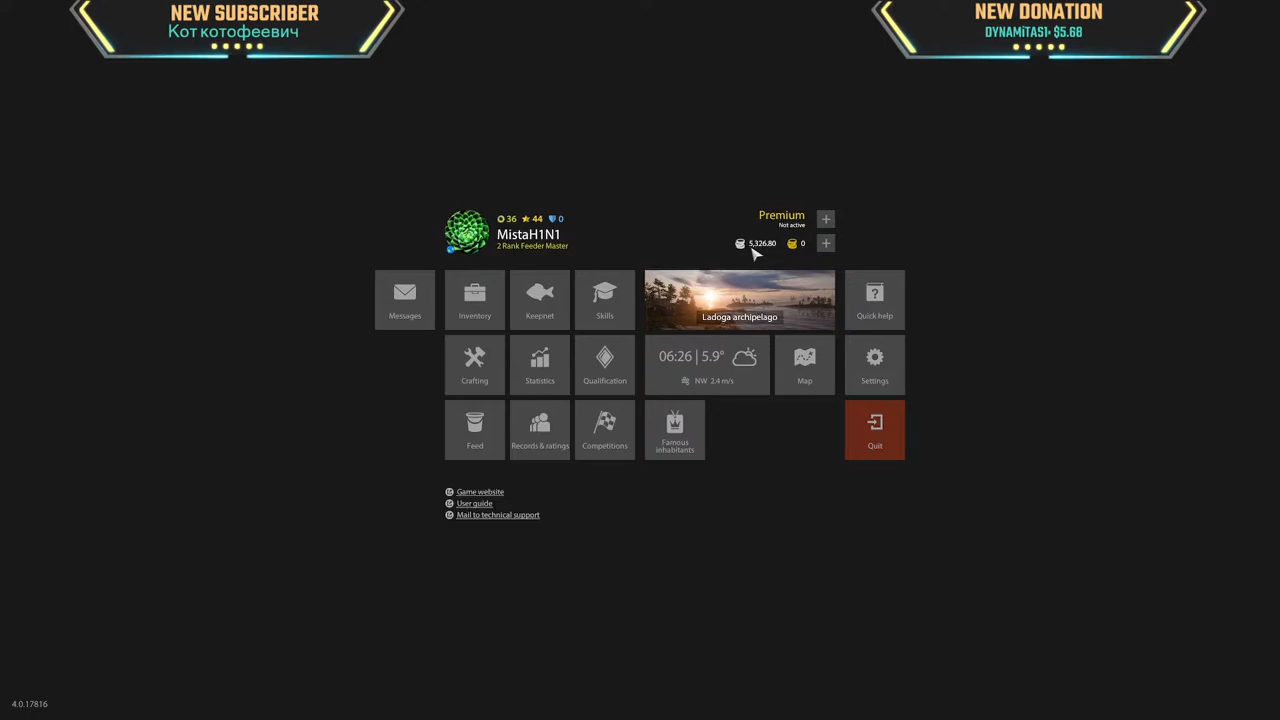 NEW SUBSCRIBER
Кот котофеевич
NEW DONATION
DYNAMiTAS1• $5.68
36 44 0
MistaH1N1
2 Rank Feeder Master
Premium
Not active
5,326.80 0
Messages
Inventory
Keepnet
Skills
Ladoga archipelago
Quick help
Crafting
Statistics
Qualification
06:26 | 5.9°
NW 2.4 m/s
Map
Settings
Feed
Records & ratings
Competitions
Famous
inhabitants
Quit
Game website
User guide
Mail to technical support
4.0.17816